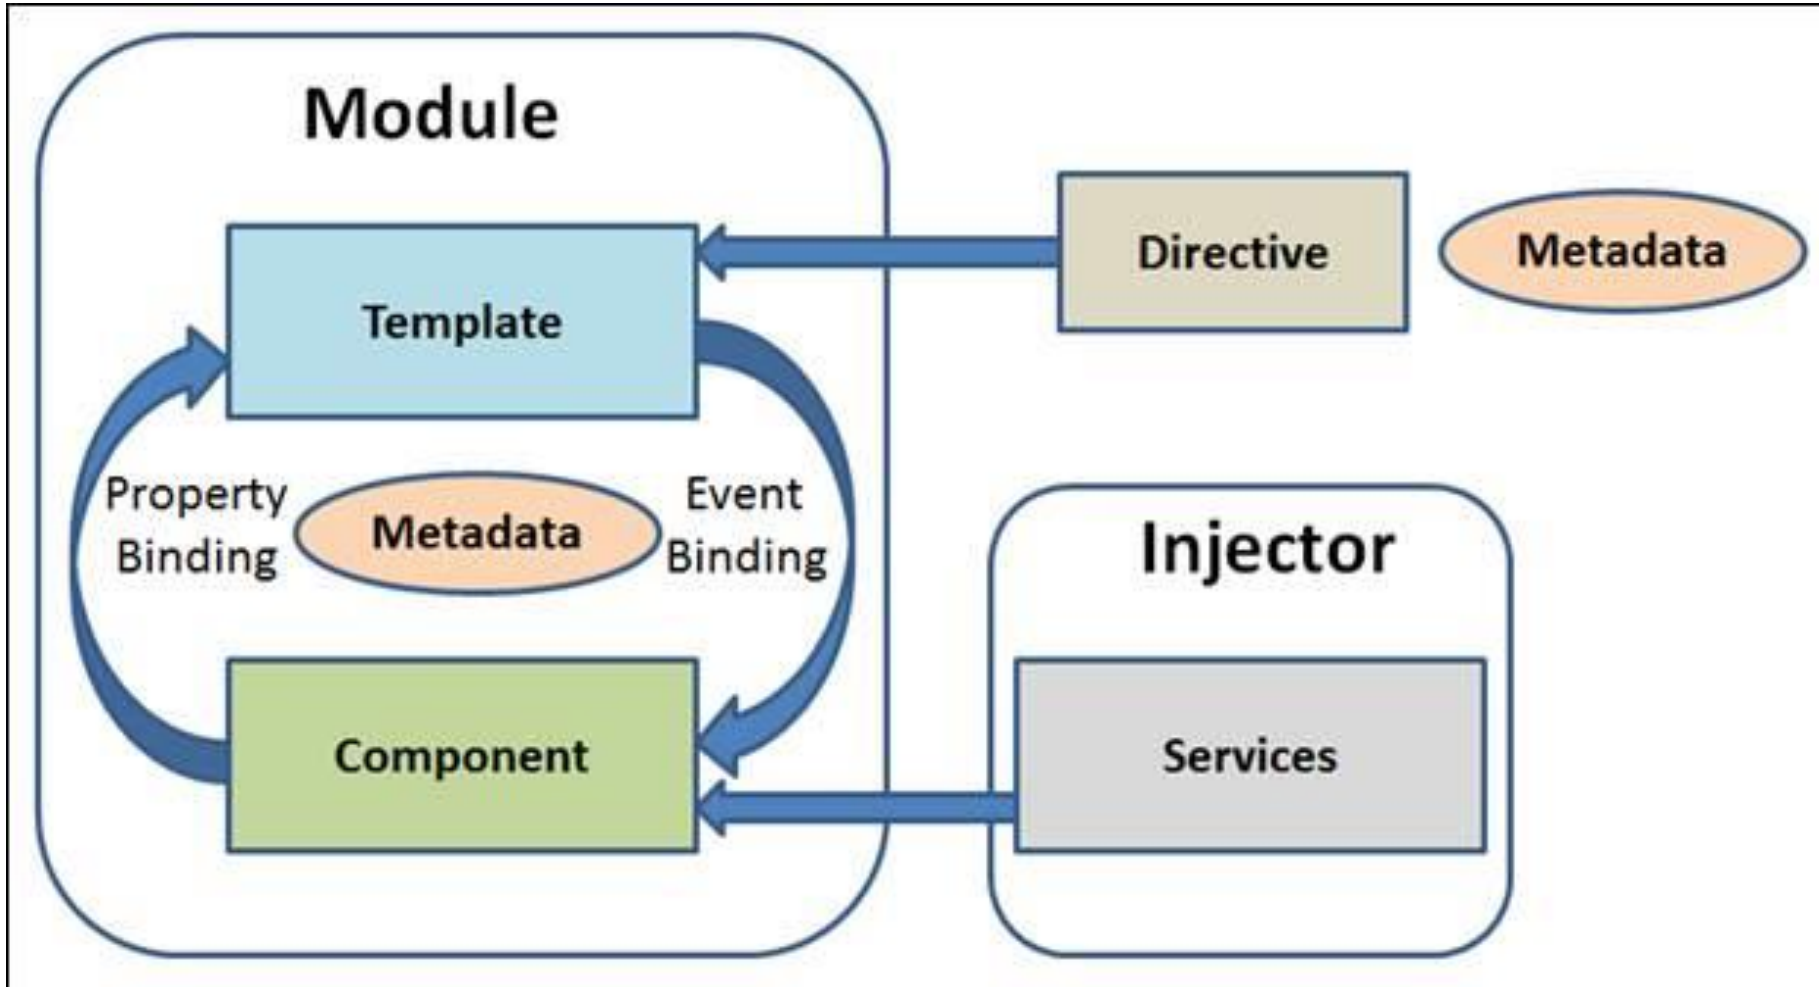 Module
Template
Directive
Metadata
Property
Binding
Metadata
Event
Binding
Injector
Component
Services